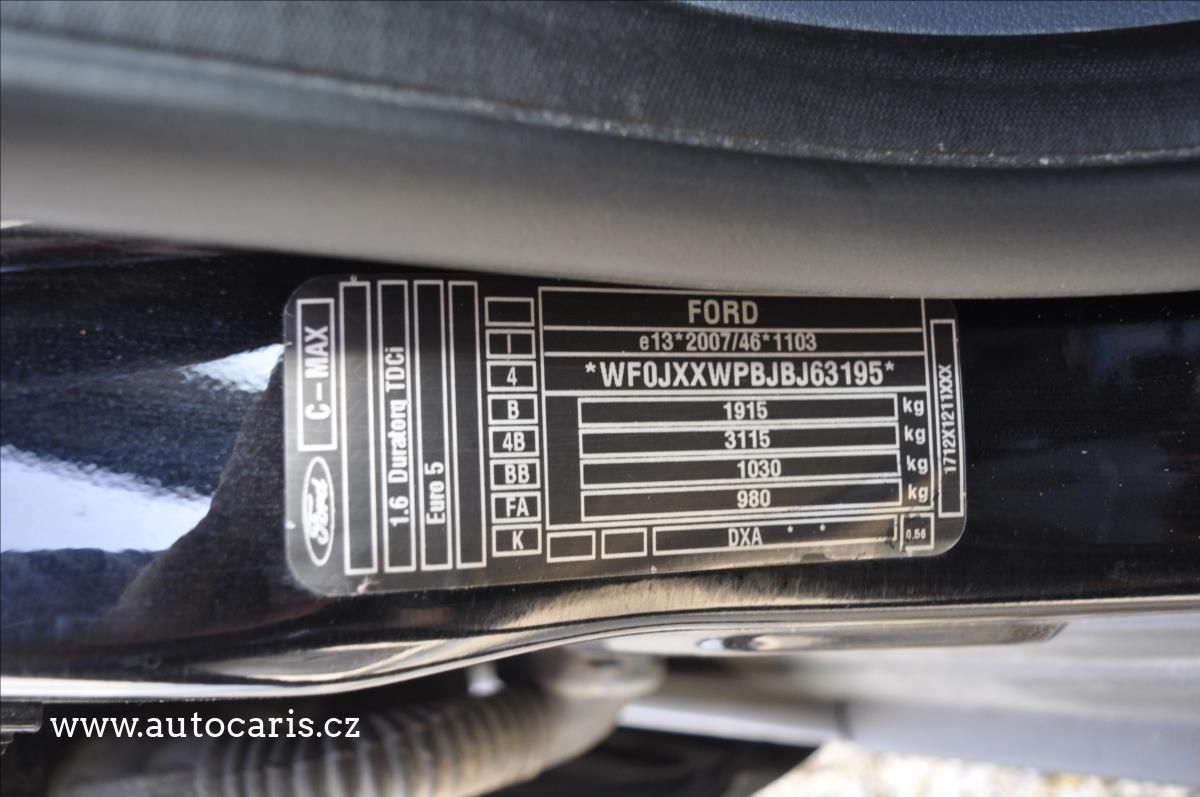 C-MAX
Ford
1.6 Duratorq TDCi
Euro 5
I
4
B
4B
BB
FA
K
FORD
e13*2007/46*1103
*WF0JXXWPBJBJ63195*
1915 kg
3115 kg
1030 kg
980 kg
DXA * *
0.56
1712X1211XXX
www.autocaris.cz